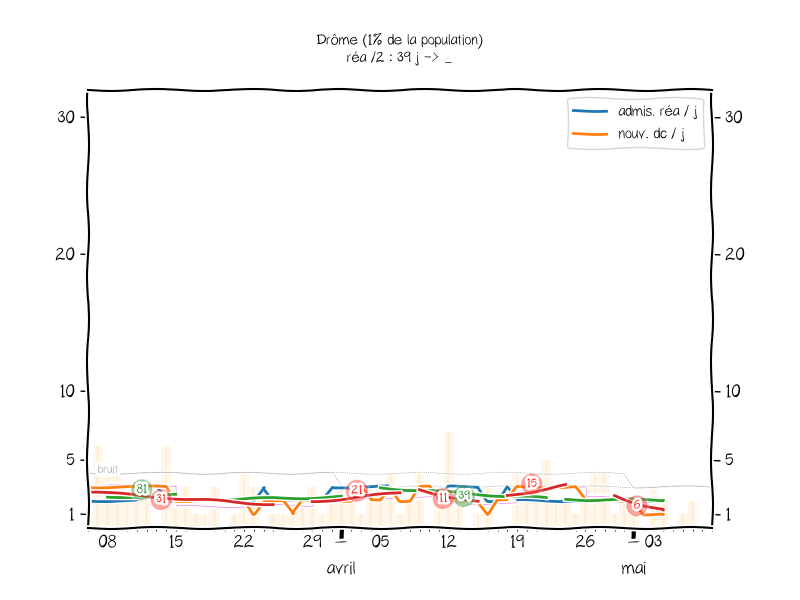 Drôme (1% de la population)
réa /2 : 39 j -> _
admis. réa / j
nouv. dc / j
30
30
20
20
10
10
5
5
1
1
bruit
81
31
21
11
39
15
6
08 15 22 29 05 12 19 26 03
avril mai